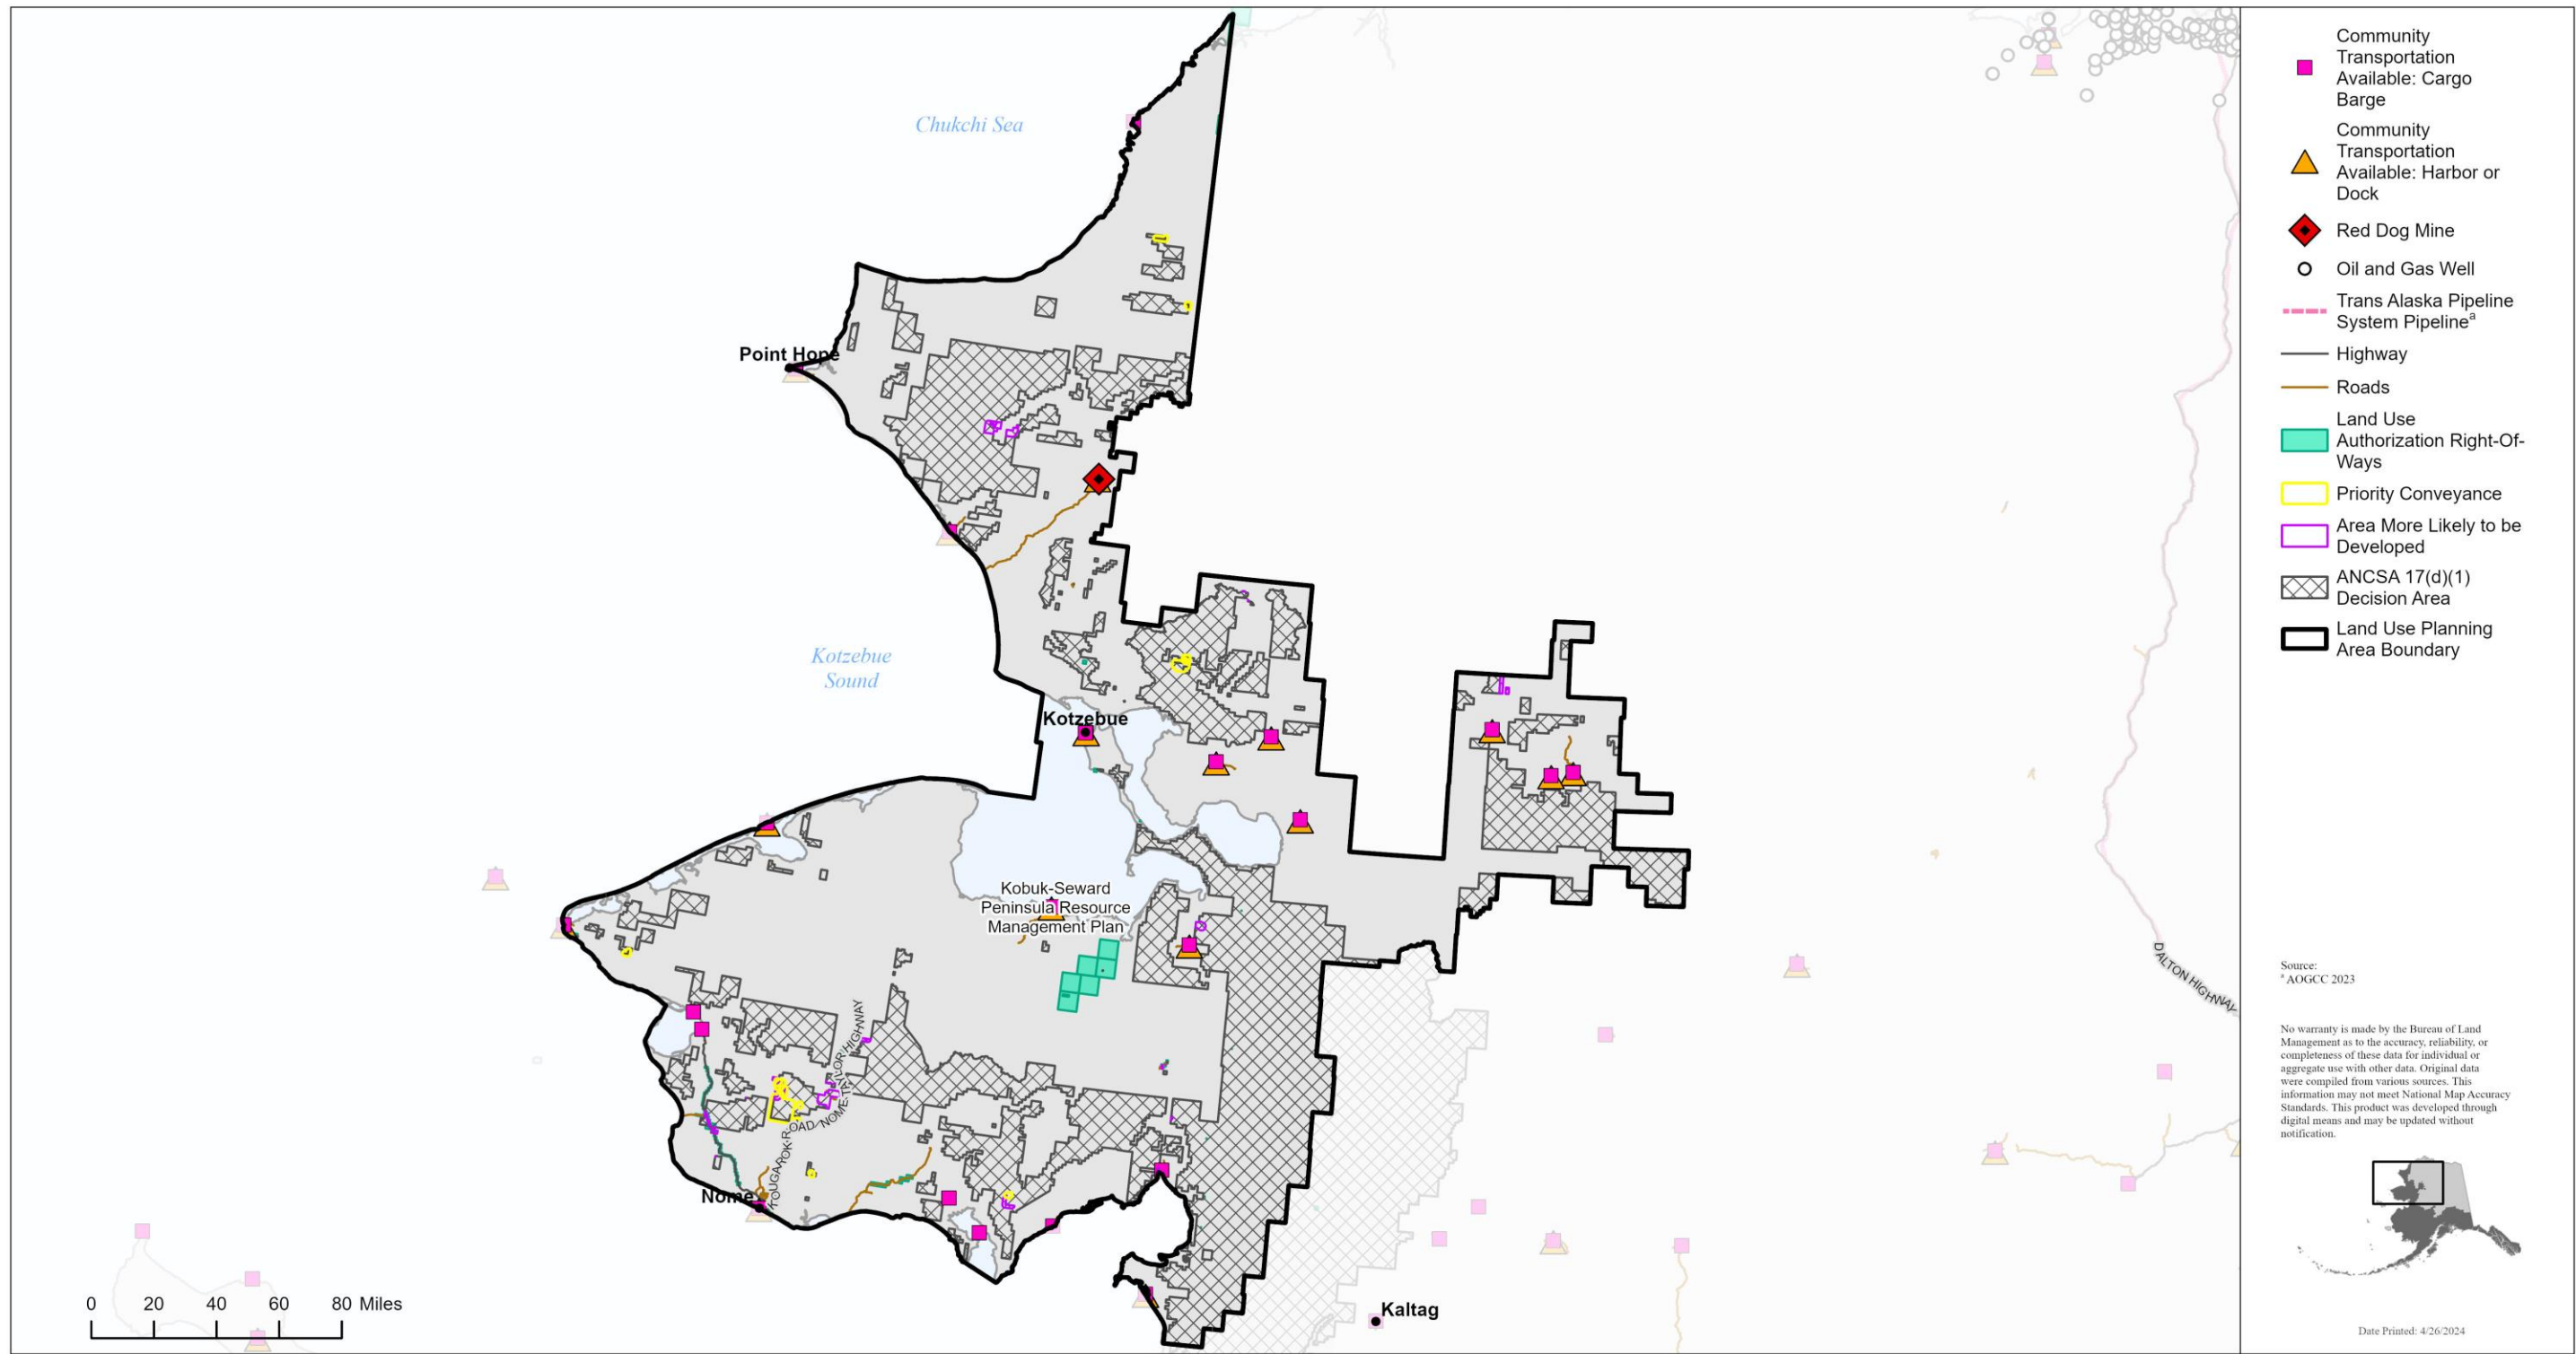 Chukchi Sea
Point Hope
Kotzebue
Sound
Kotzebue
Kobuk-Seward
Peninsula Resource
Management Plan
NOME-TAYLOR HIGHWAY
KOUGAROK ROAD
Nome
Kaltag
DALTON HIGHWAY
0 20 40 60 80 Miles
Community
Transportation
Available: Cargo
Barge
Community
Transportation
Available: Harbor or
Dock
Red Dog Mine
Oil and Gas Well
Trans Alaska Pipeline
System Pipelineᵃ
Highway
Roads
Land Use
Authorization Right-Of-
Ways
Priority Conveyance
Area More Likely to be
Developed
ANCSA 17(d)(1)
Decision Area
Land Use Planning
Area Boundary
Source:
ᵃ AOGCC 2023
No warranty is made by the Bureau of Land
Management as to the accuracy, reliability, or
completeness of these data for individual or
aggregate use with other data. Original data
were compiled from various sources. This
information may not meet National Map Accuracy
Standards. This product was developed through
digital means and may be updated without
notification.
Date Printed: 4/26/2024